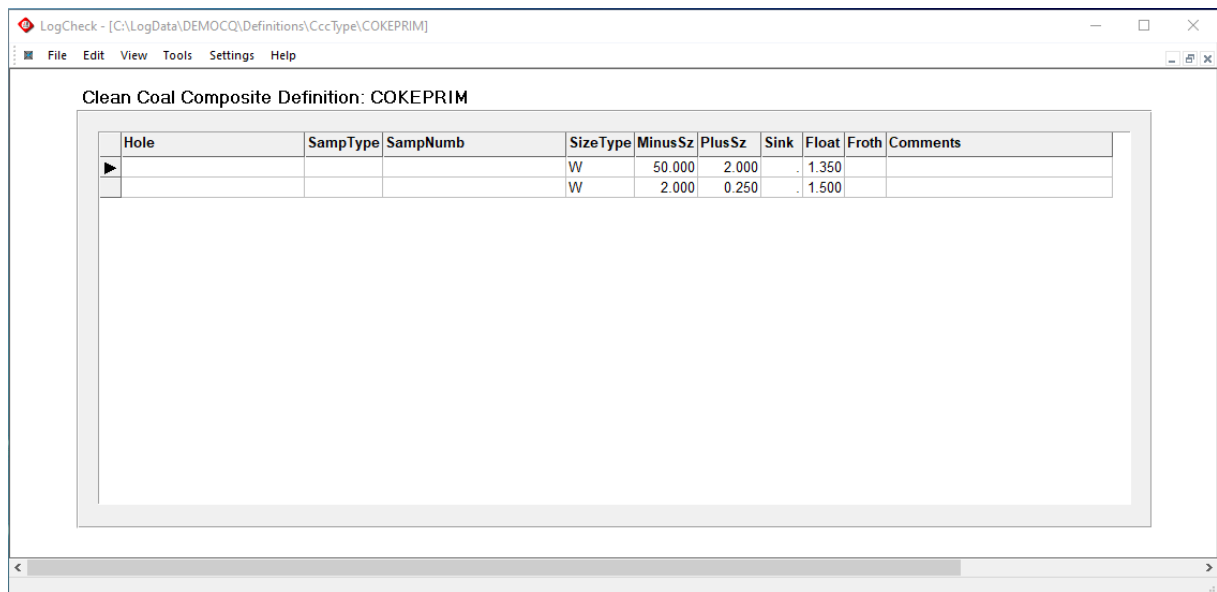 LogCheck - [C:\LogData\DEMOCQ\Definitions\CccType\COKEPRIM]
File Edit View Tools Settings Help
Clean Coal Composite Definition: COKEPRIM
Hole SampType SampNumb SizeType MinusSz PlusSz Sink Float Froth Comments
W 50.000 2.000 . 1.350
W 2.000 0.250 . 1.500